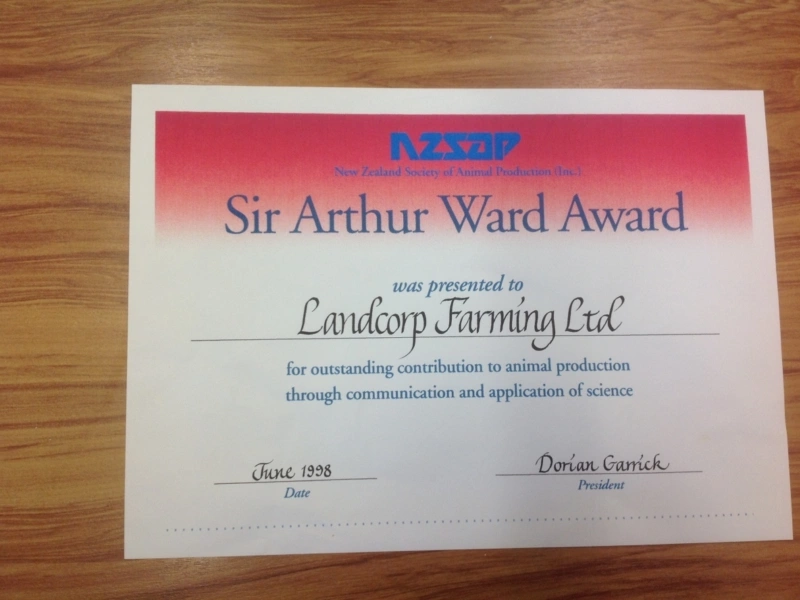 NZSAP
New Zealand Society of Animal Production (Inc.)
Sir Arthur Ward Award
was presented to
Landcorp Farming Ltd
for outstanding contribution to animal production
through communication and application of science
June 1998
Date
Dorian Garrick
President